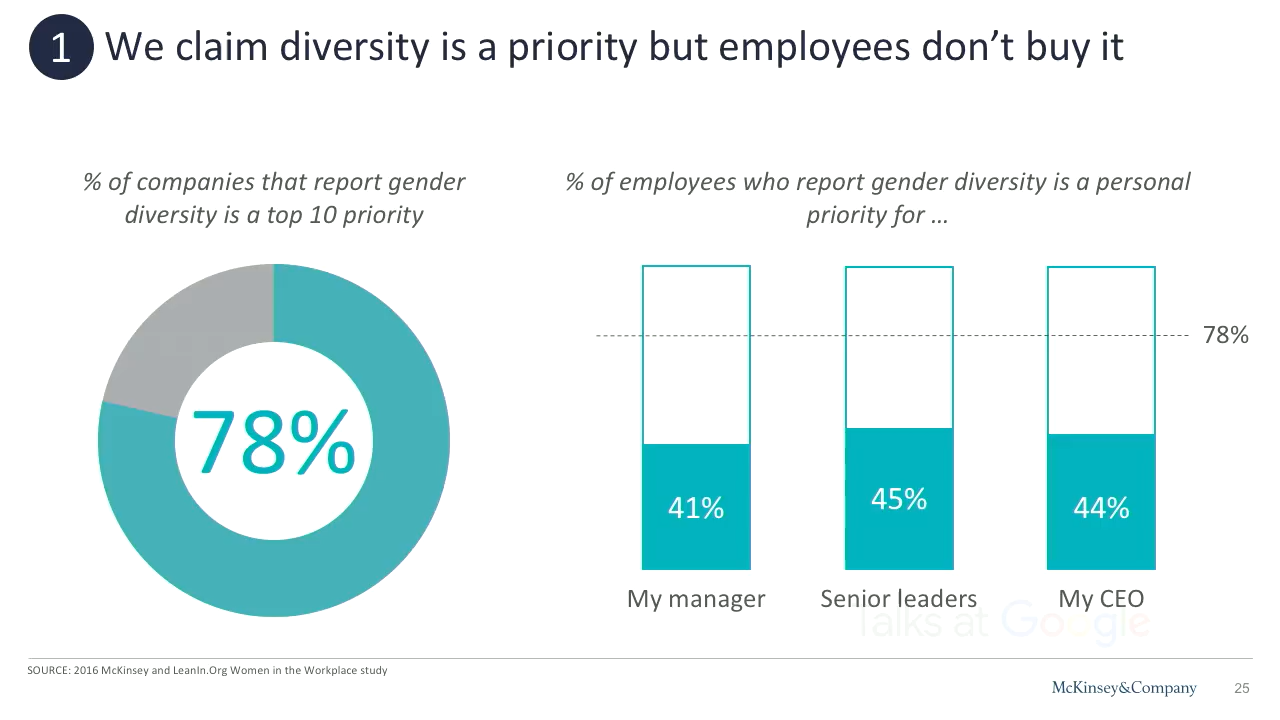 1 We claim diversity is a priority but employees don’t buy it
% of companies that report gender
diversity is a top 10 priority
78%
% of employees who report gender diversity is a personal
priority for …
78%
41%
45%
44%
My manager
Senior leaders
My CEO
Talks at Google
SOURCE: 2016 McKinsey and LeanIn.Org Women in the Workplace study
McKinsey&Company
25